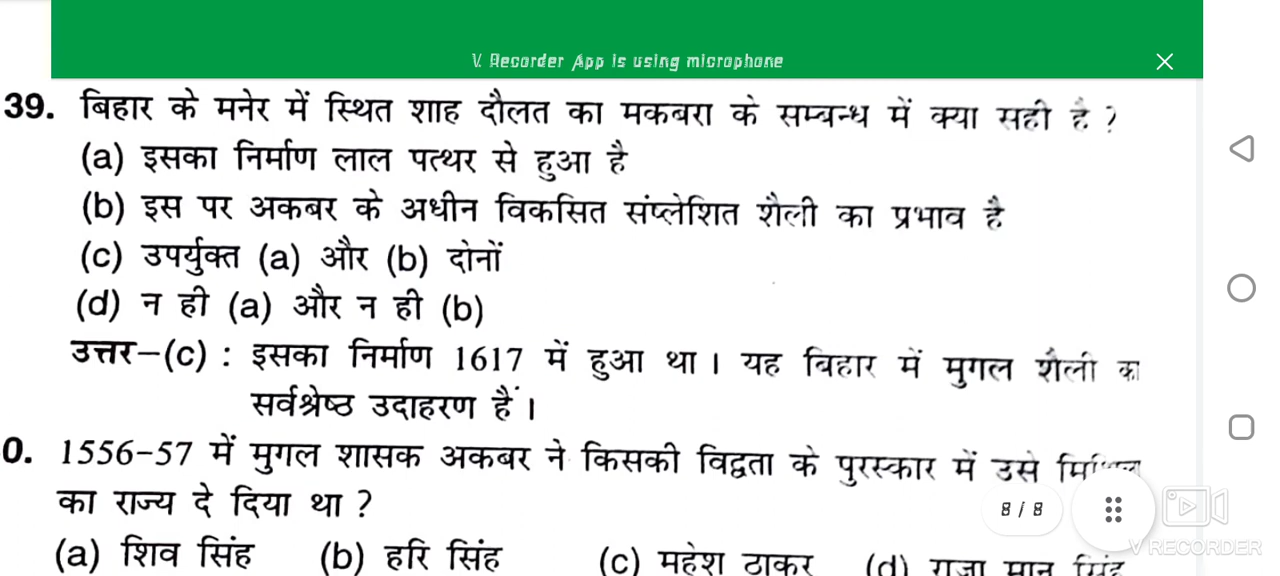 V. Recorder App is using microphone
39. बिहार के मनेर में स्थित शाह दौलत का मकबरा के सम्बन्ध में क्या सही है ?
(a) इसका निर्माण लाल पत्थर से हुआ है
(b) इस पर अकबर के अधीन विकसित संप्लेशित शैली का प्रभाव है
(c) उपर्युक्त (a) और (b) दोनों
(d) न ही (a) और न ही (b)
उत्तर–(c) : इसका निर्माण 1617 में हुआ था। यह बिहार में मुगल शैली का
सर्वश्रेष्ठ उदाहरण हैं।
0. 1556–57 में मुगल शासक अकबर ने किसकी विद्वता के पुरस्कार में उसे
का राज्य दे दिया था ?
8 / 8
(a) शिव सिंह (b) हरि सिंह (c) महेश ठाकुर (d) राजा मान सिंह
V RECORDER